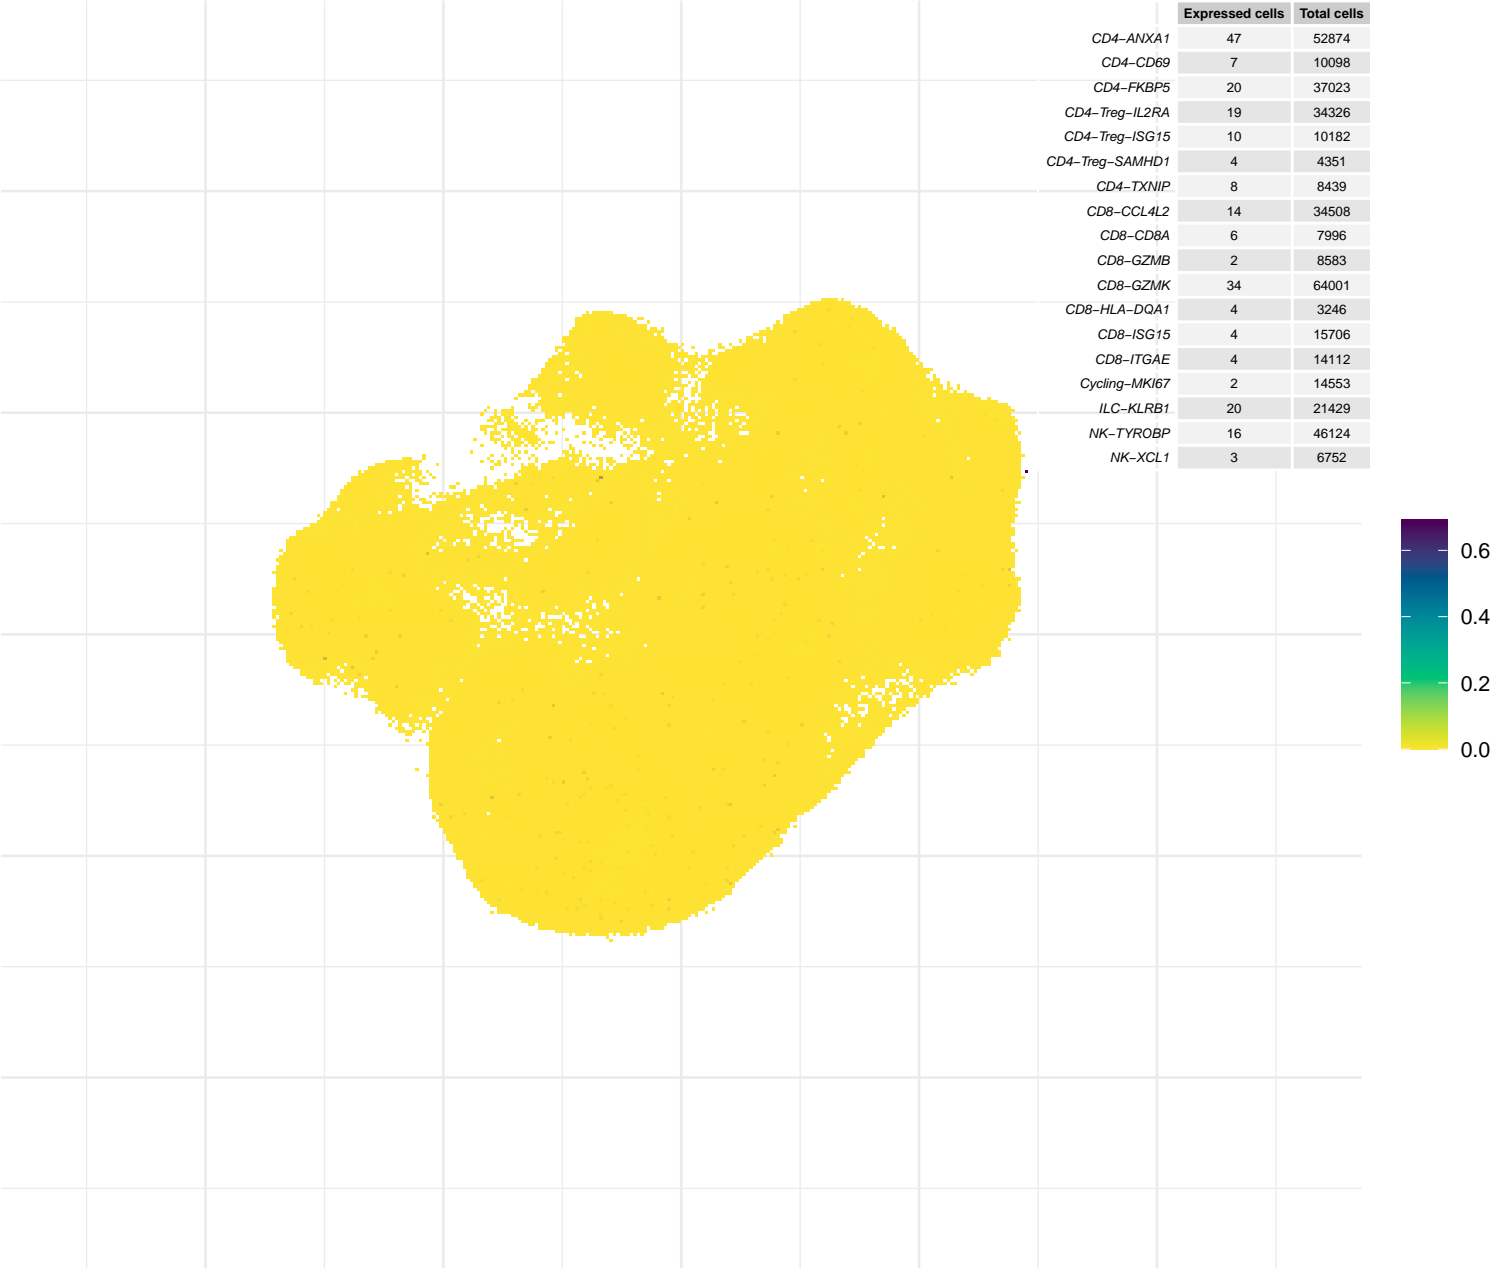 Expressed cells Total cells
CD4−ANXA1 47 52874
CD4−CD69 7 10098
CD4−FKBP5 20 37023
CD4−Treg−IL2RA 19 34326
CD4−Treg−ISG15 10 10182
CD4−Treg−SAMHD1 4 4351
CD4−TXNIP 8 8439
CD8−CCL4L2 14 34508
CD8−CD8A 6 7996
CD8−GZMB 2 8583
CD8−GZMK 34 64001
CD8−HLA−DQA1 4 3246
CD8−ISG15 4 15706
CD8−ITGAE 4 14112
Cycling−MKI67 2 14553
ILC−KLRB1 20 21429
NK−TYROBP 16 46124
NK−XCL1 3 6752
0.6
0.4
0.2
0.0